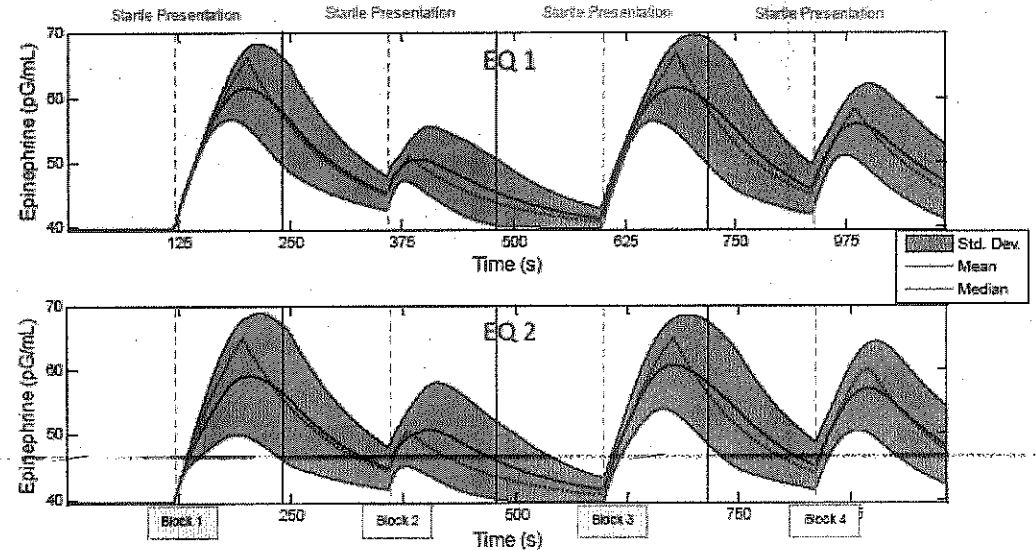 Startle Presentation Startle Presentation Startle Presentation Startle Presentation
70
60
50
40
Epinephrine (pG/mL)
EQ 1
125 250 375 500 625 750 975
Time (s)
Std. Dev.
Mean
Median
70
60
50
40
Epinephrine (pG/mL)
EQ 2
250 375 500 625 750
Block 1 Block 2 Block 3 Block 4
Time (s)